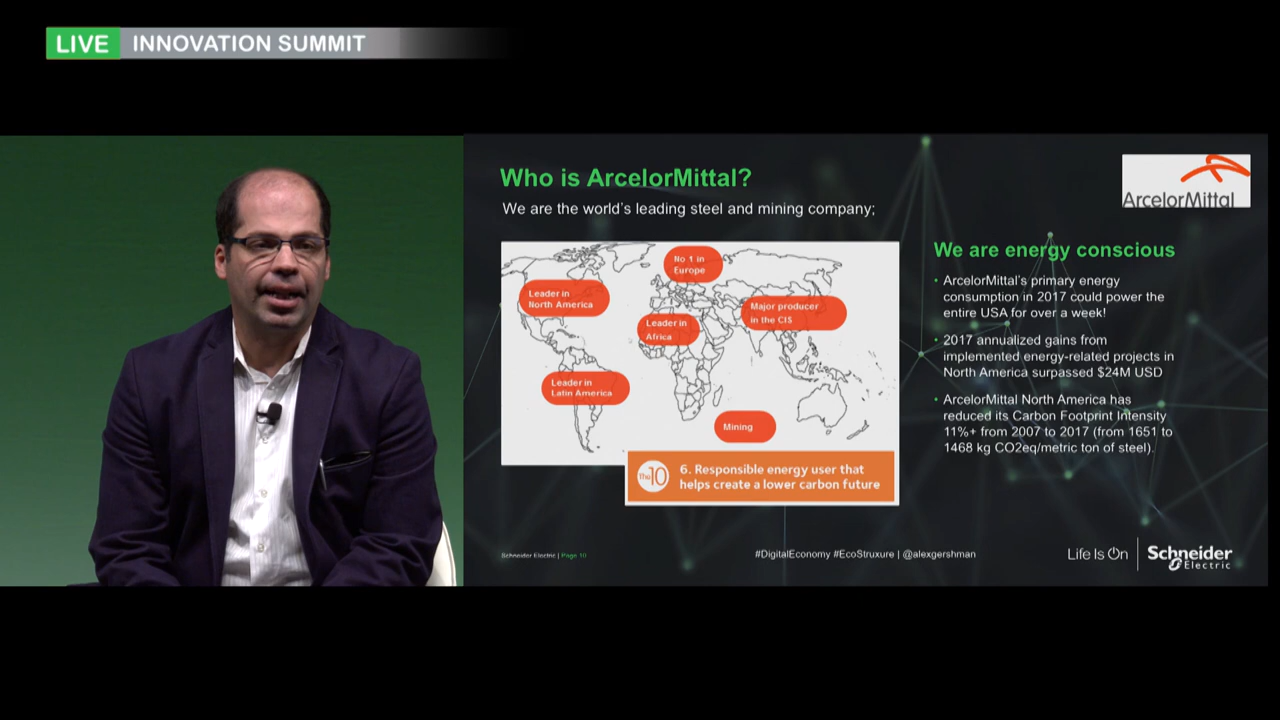 LIVE INNOVATION SUMMIT
Who is ArcelorMittal?
We are the world's leading steel and mining company;
ArcelorMittal
No 1 in
Europe
Leader in
North America
Major producer
in the CIS
Leader in
Africa
Leader in
Latin America
Mining
The10
6. Responsible energy user that
helps create a lower carbon future
We are energy conscious
• ArcelorMittal's primary energy
consumption in 2017 could power the
entire USA for over a week!
• 2017 annualized gains from
implemented energy-related projects in
North America surpassed $24M USD
• ArcelorMittal North America has
reduced its Carbon Footprint Intensity
11%+ from 2007 to 2017 (from 1651 to
1468 kg CO2eq/metric ton of steel).
Schneider Electric | Page 10
#DigitalEconomy #EcoStruxure | @alexgershman
Life Is On
Schneider
Electric